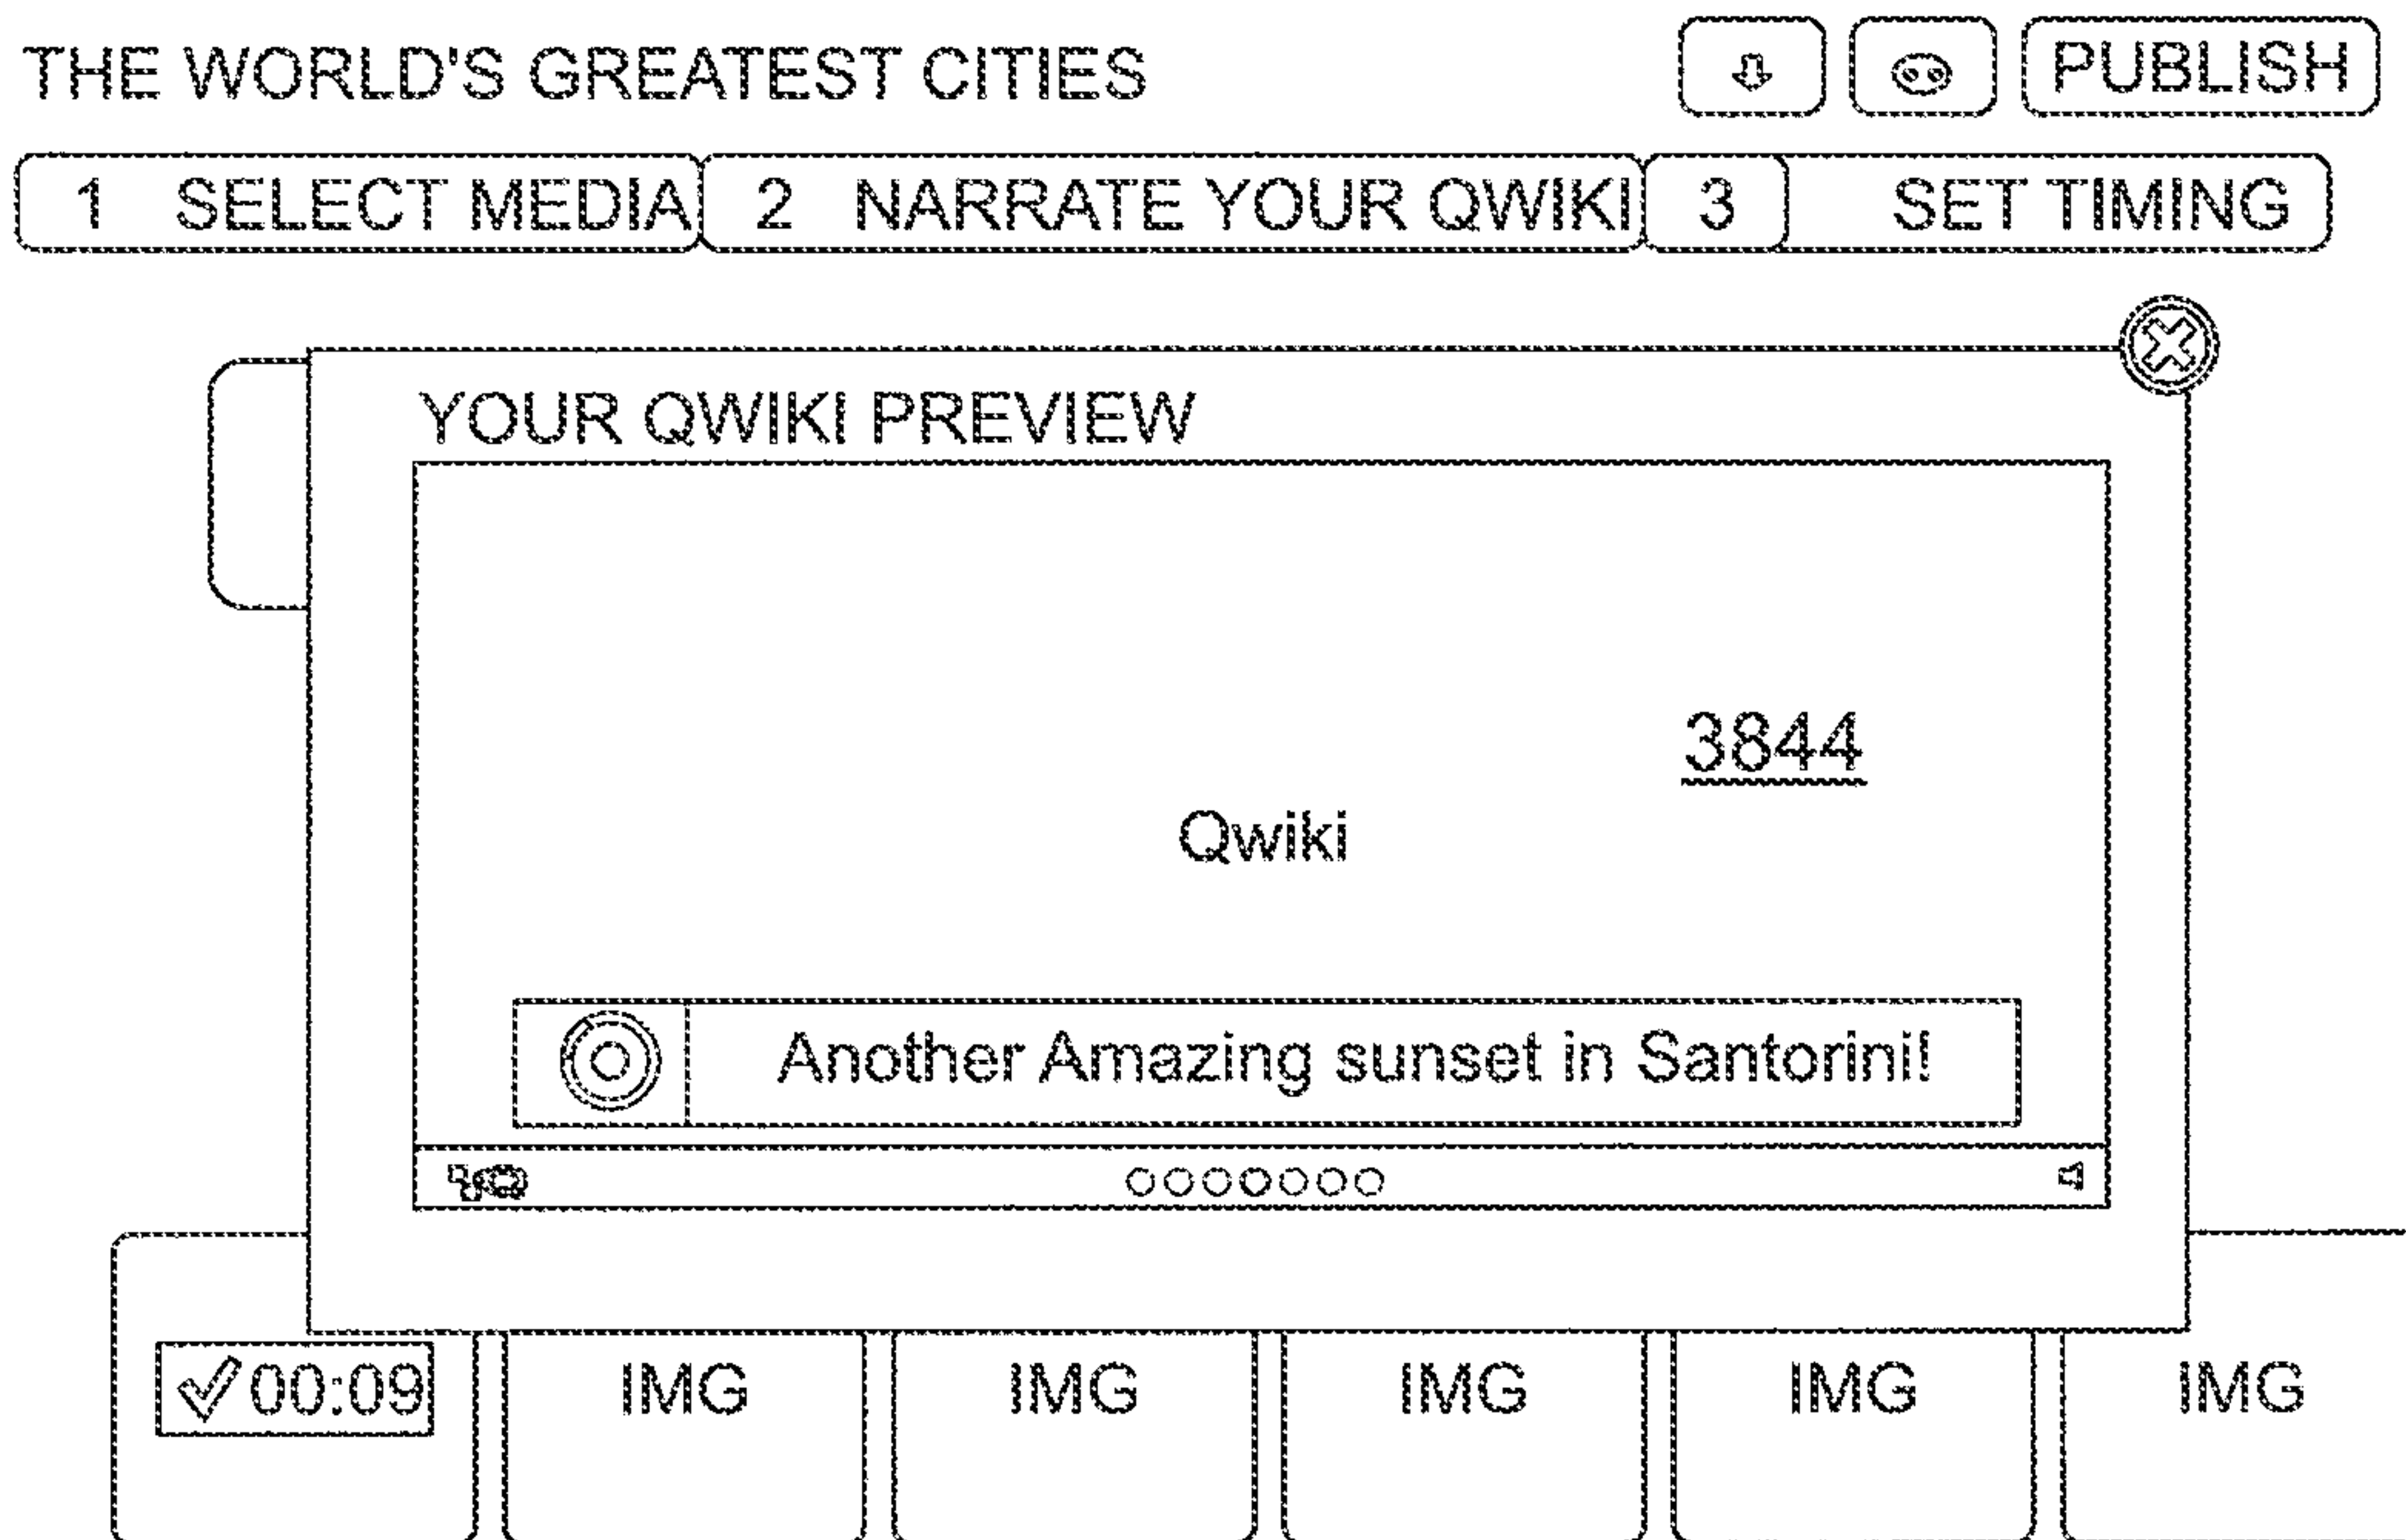 THE WORLD'S GREATEST CITIES PUBLISH
1 SELECT MEDIA 2 NARRATE YOUR QWIKI 3 SET TIMING
YOUR QWIKI PREVIEW
3844
Qwiki
Another Amazing sunset in Santorini!
00:09 IMG IMG IMG IMG IMG